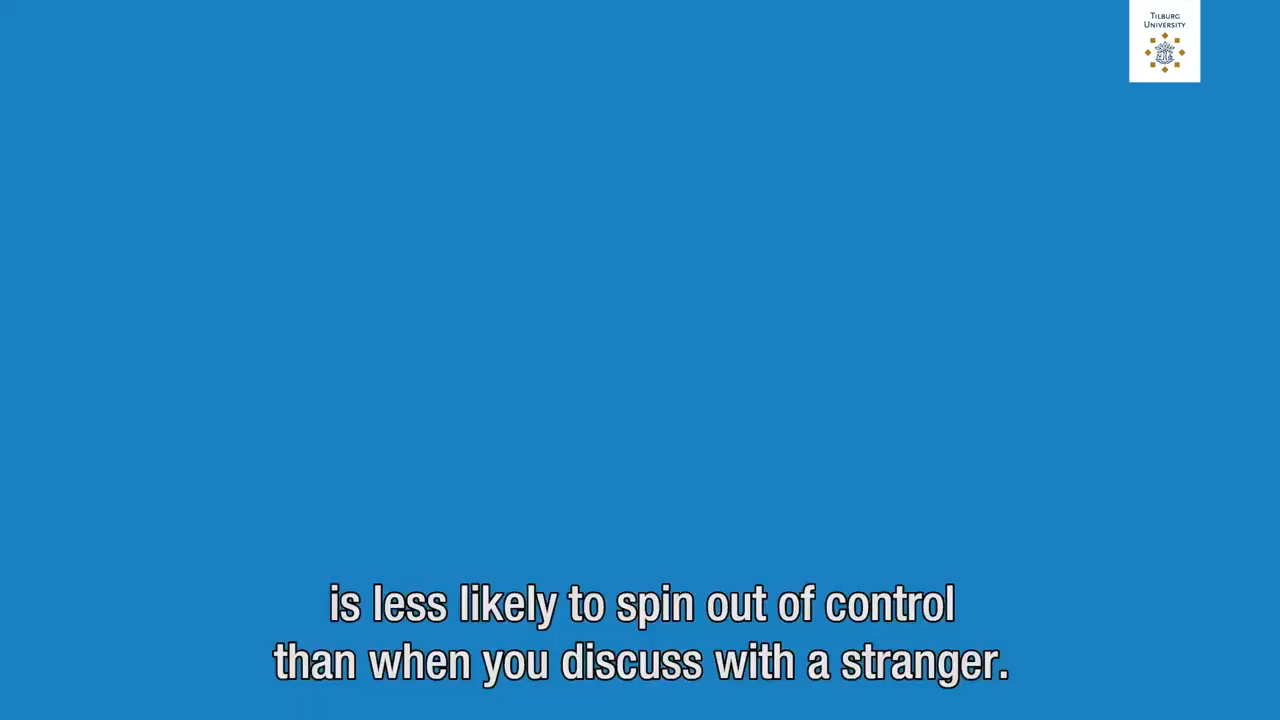 TILBURG
UNIVERSITY
is less likely to spin out of control
than when you discuss with a stranger.